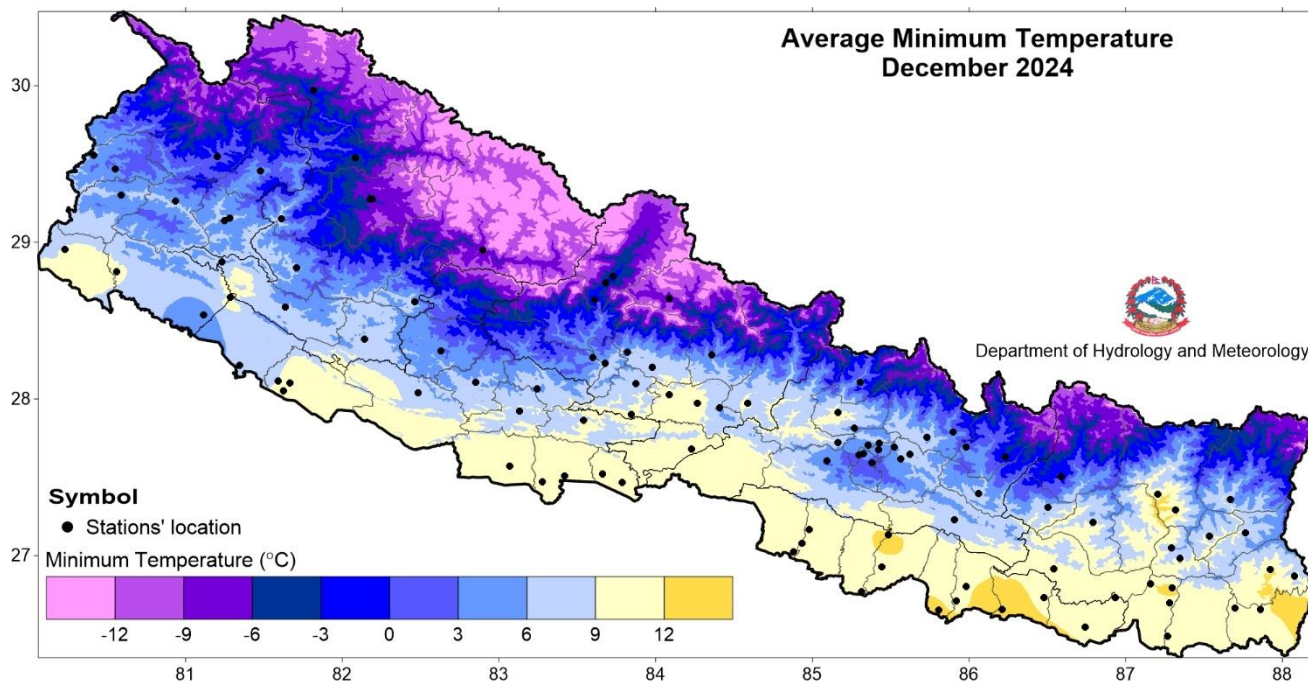 Average Minimum Temperature
December 2024
30
29
28
27
Department of Hydrology and Meteorology
Symbol
Stations' location
Minimum Temperature (°C)
-12 -9 -6 -3 0 3 6 9 12
81 82 83 84 85 86 87 88